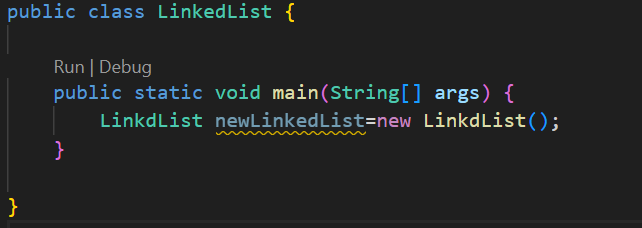 public class LinkedList {
Run | Debug
public static void main(String[] args) {
LinkdList newLinkedList=new LinkdList();
}
}